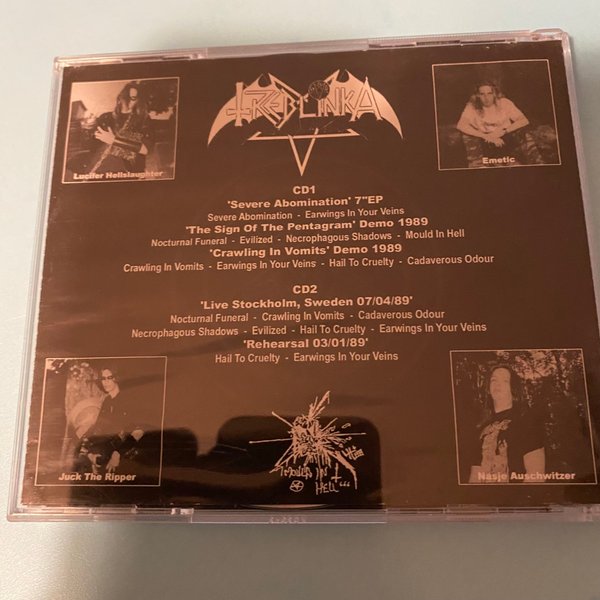 TREBLINKA
Lucifer Hellslaughter
Emetic
CD1
'Severe Abomination' 7"EP
Severe Abomination - Earwings In Your Veins
'The Sign Of The Pentagram' Demo 1989
Nocturnal Funeral - Evilized - Necrophagous Shadows - Mould In Hell
'Crawling In Vomits' Demo 1989
Crawling In Vomits - Earwings In Your Veins - Hail To Cruelty - Cadaverous Odour
CD2
'Live Stockholm, Sweden 07/04/89'
Nocturnal Funeral - Crawling In Vomits - Cadaverous Odour
Necrophagous Shadows - Evilized - Hail To Cruelty - Earwings In Your Veins
'Rehearsal 03/01/89'
Hail To Cruelty - Earwings In Your Veins
Juck The Ripper
Nasje Auschwitzer
MOULD IN
HELL